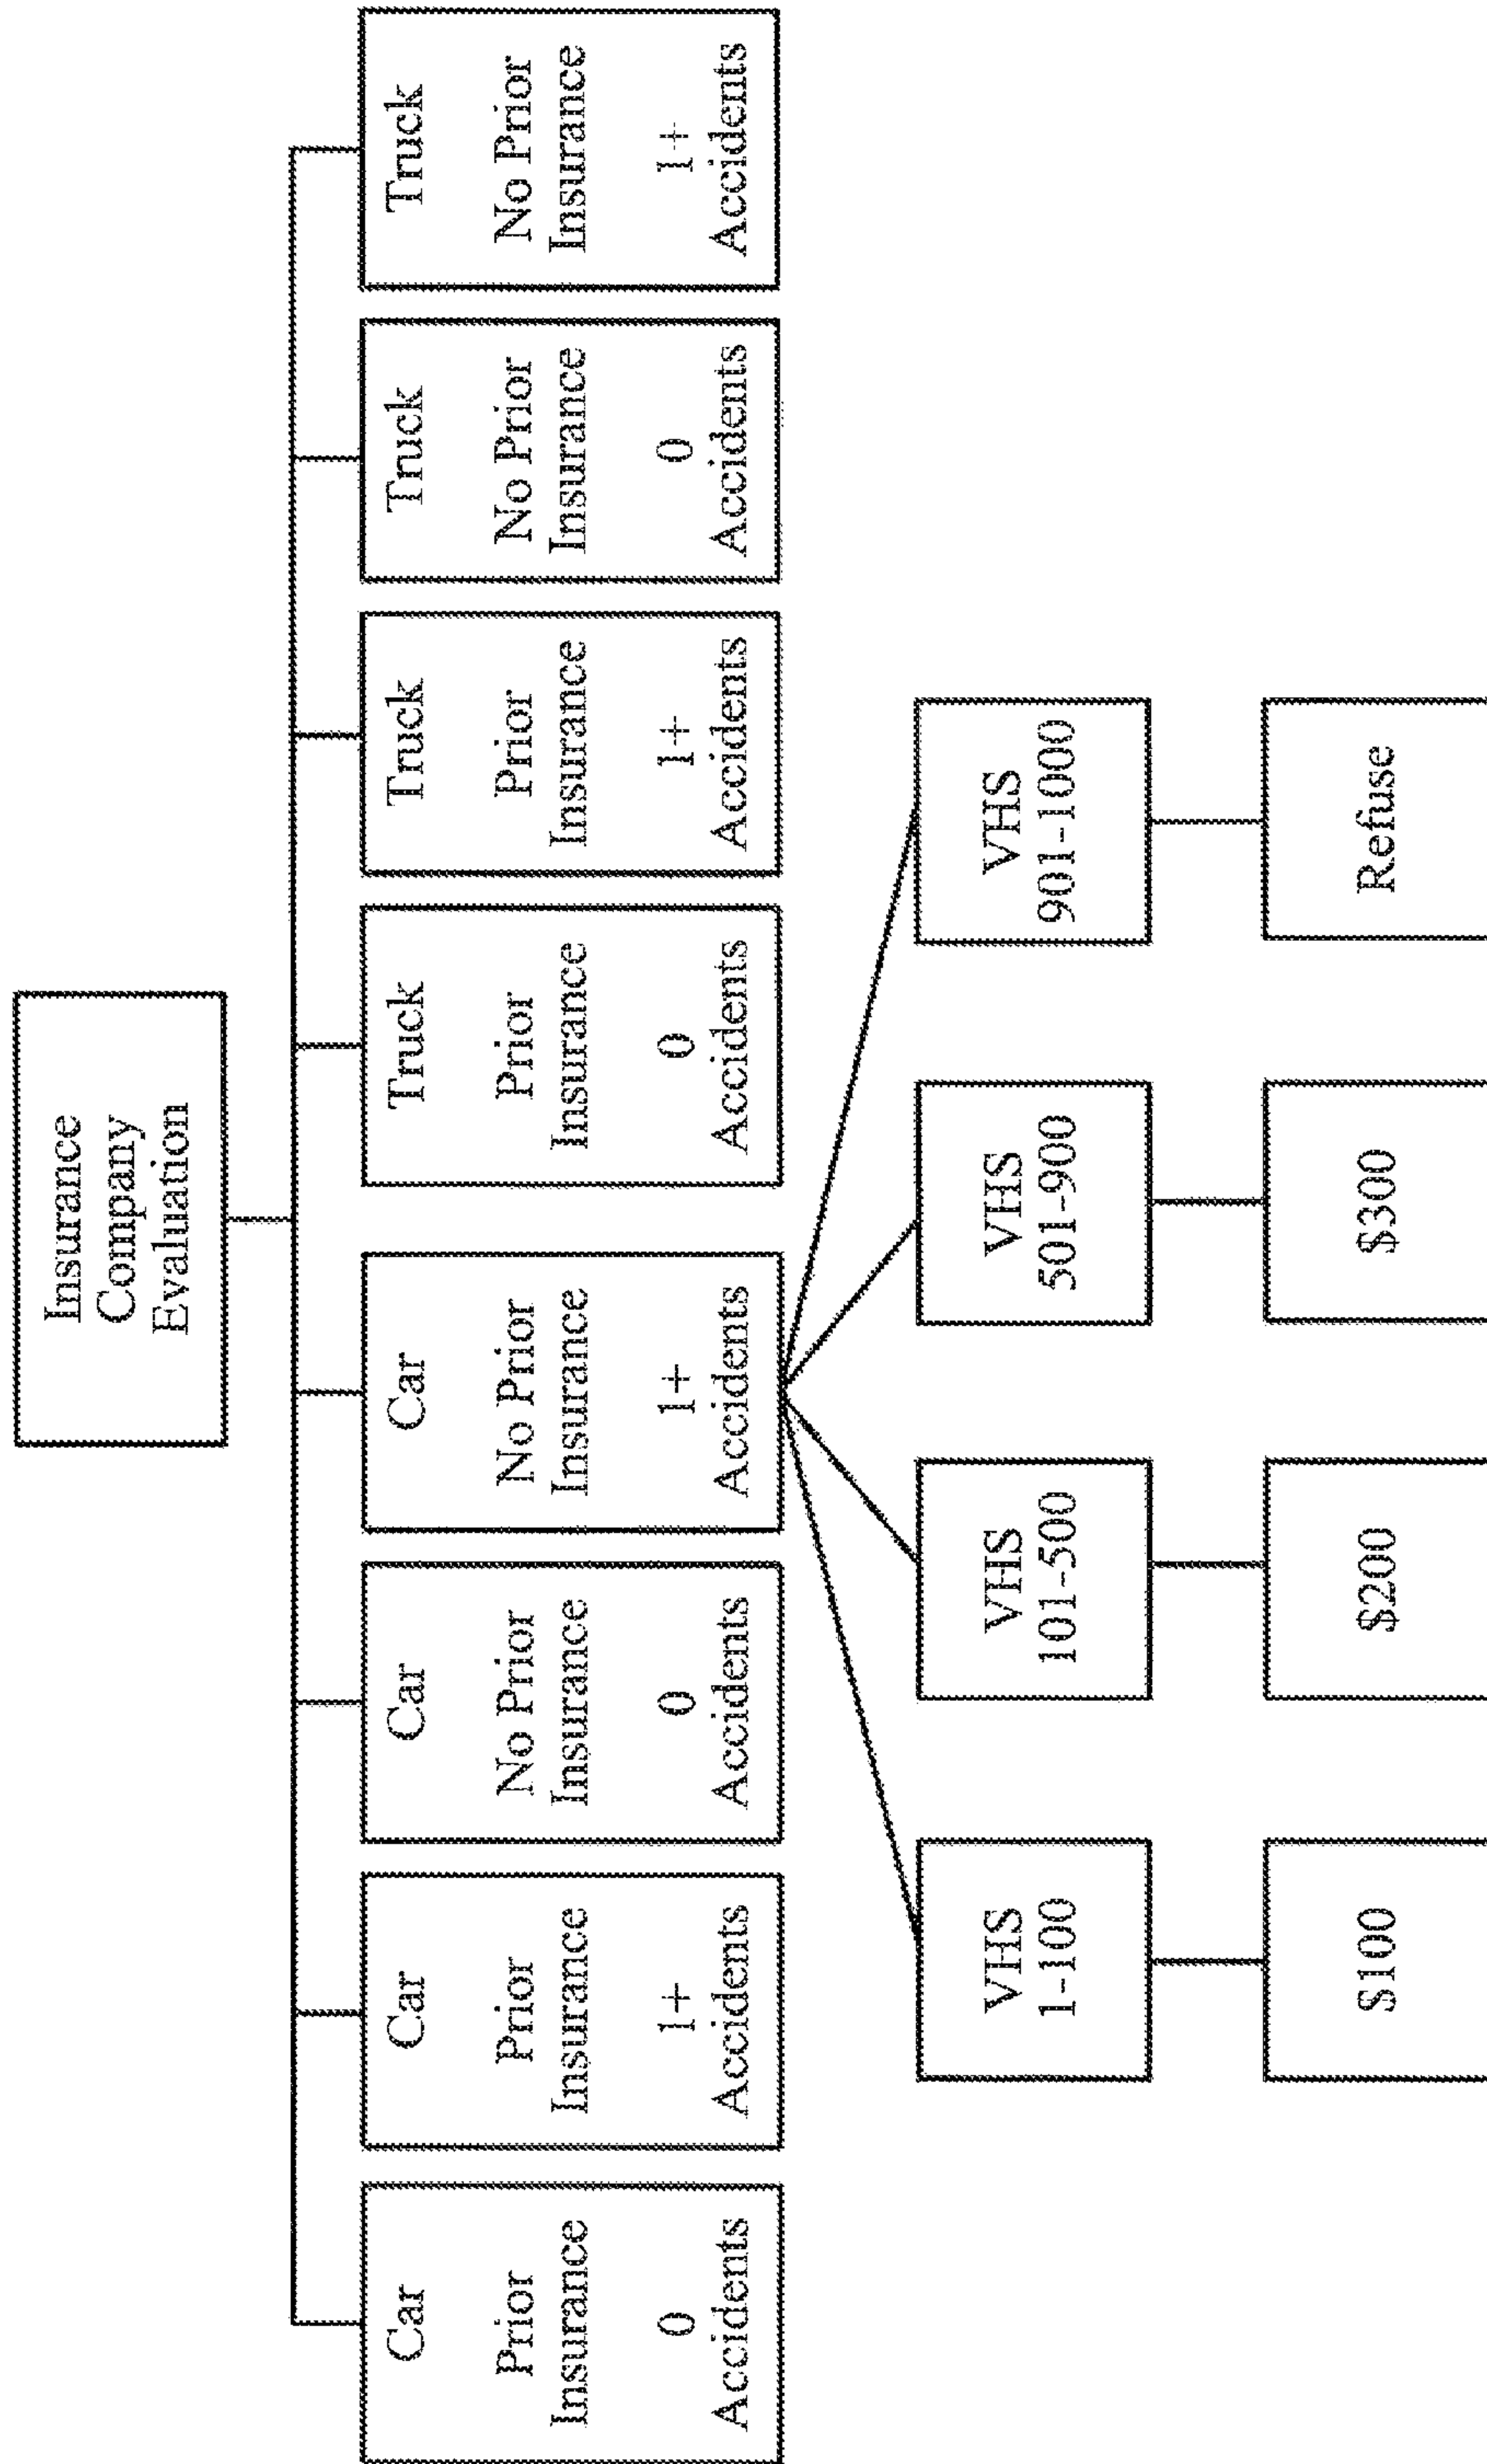 Insurance
Company
Evaluation
Car
Prior
Insurance
0
Accidents
Car
Prior
Insurance
1+
Accidents
Car
No Prior
Insurance
0
Accidents
Car
No Prior
Insurance
1+
Accidents
Truck
Prior
Insurance
0
Accidents
Truck
Prior
Insurance
1+
Accidents
Truck
No Prior
Insurance
0
Accidents
Truck
No Prior
Insurance
1+
Accidents
VHS
1-100
VHS
101-500
VHS
501-900
VHS
901-1000
$100
$200
$300
Refuse